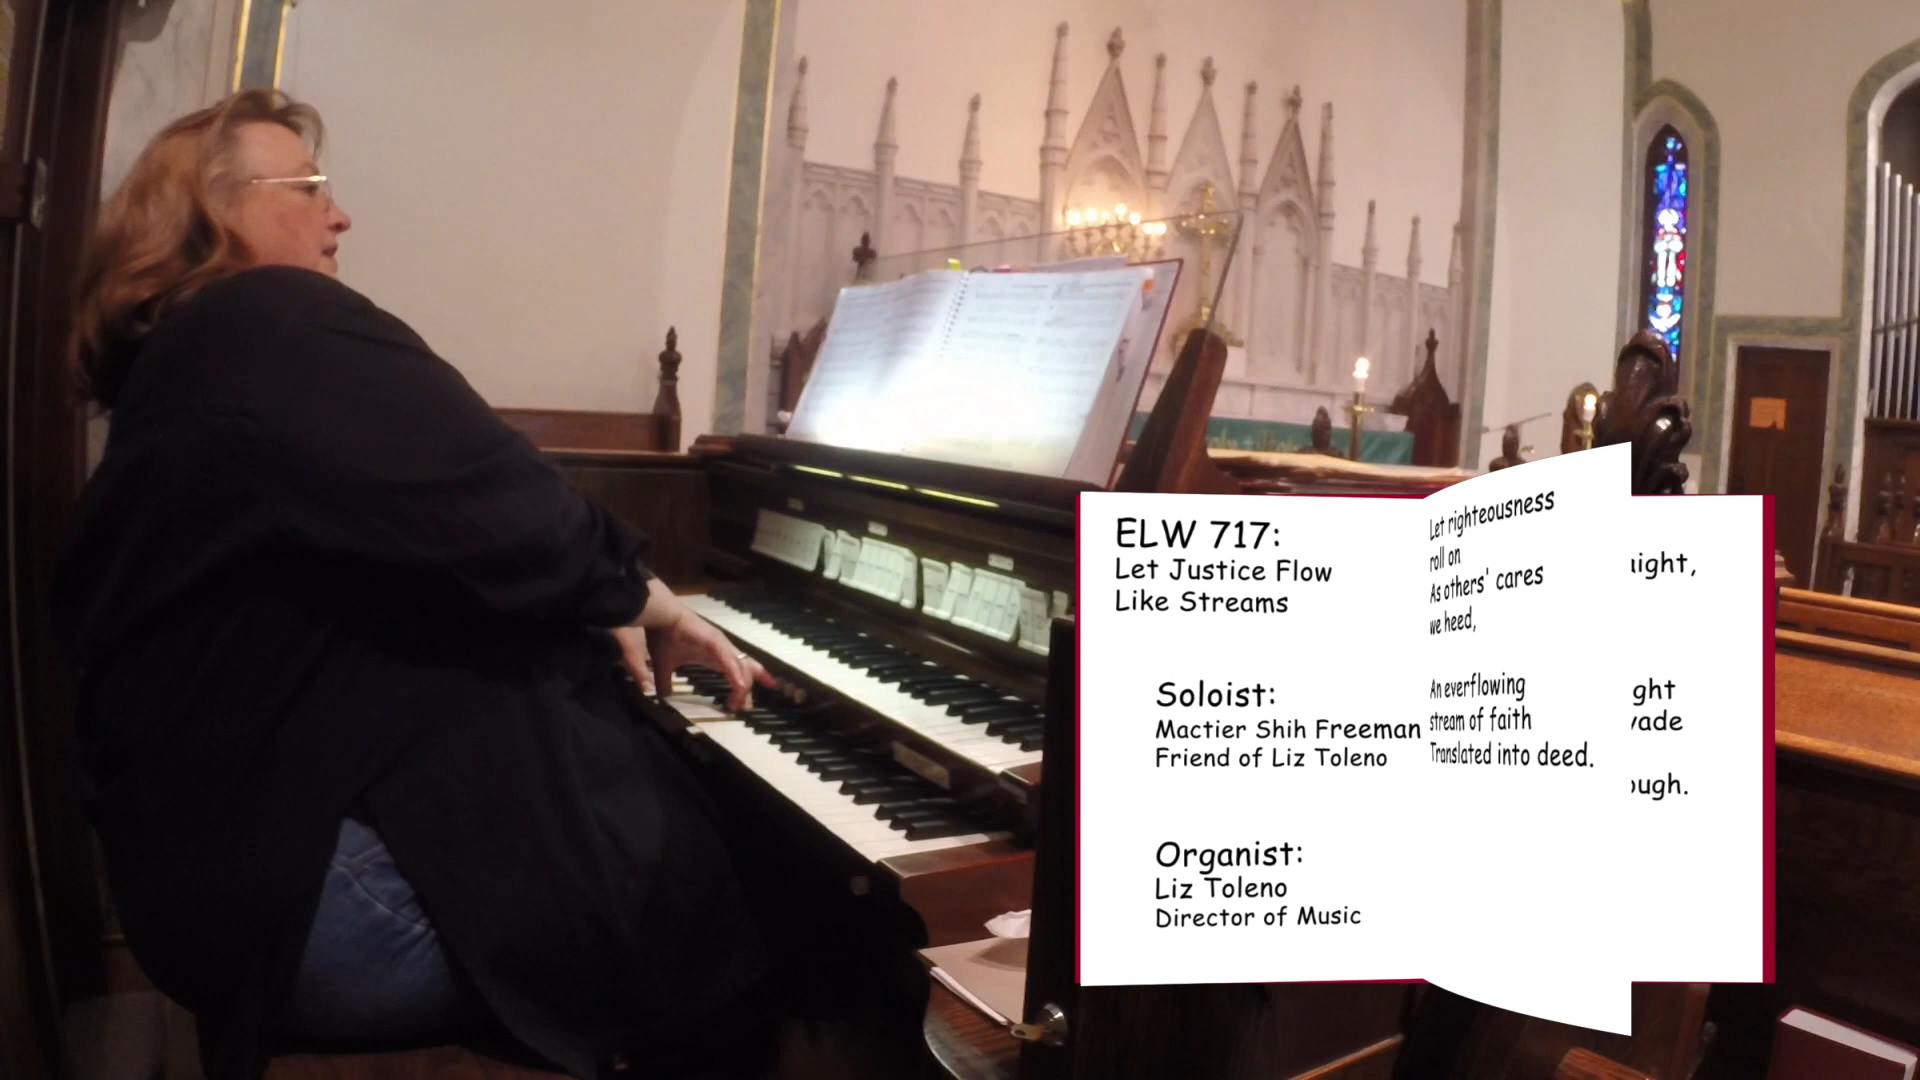 ELW 717:
Let Justice Flow
Like Streams
Soloist:
Mactier Shih Freeman
Friend of Liz Toleno
Organist:
Liz Toleno
Director of Music
Let righteousness
roll on
As others' cares
we heed,
An everflowing
stream of faith
Translated into deed.